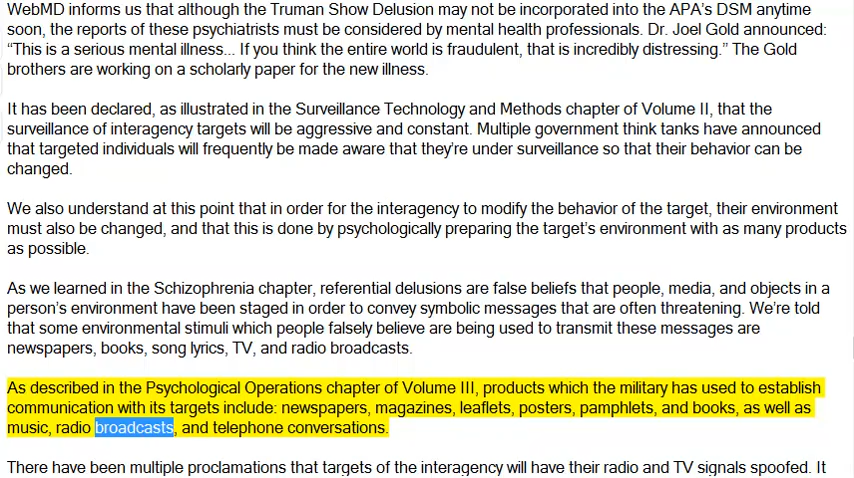 WebMD informs us that although the Truman Show Delusion may not be incorporated into the APA's DSM anytime
soon, the reports of these psychiatrists must be considered by mental health professionals. Dr. Joel Gold announced:
“This is a serious mental illness... If you think the entire world is fraudulent, that is incredibly distressing.” The Gold
brothers are working on a scholarly paper for the new illness.
It has been declared, as illustrated in the Surveillance Technology and Methods chapter of Volume II, that the
surveillance of interagency targets will be aggressive and constant. Multiple government think tanks have announced
that targeted individuals will frequently be made aware that they're under surveillance so that their behavior can be
changed.
We also understand at this point that in order for the interagency to modify the behavior of the target, their environment
must also be changed, and that this is done by psychologically preparing the target's environment with as many products
as possible.
As we learned in the Schizophrenia chapter, referential delusions are false beliefs that people, media, and objects in a
person's environment have been staged in order to convey symbolic messages that are often threatening. We're told
that some environmental stimuli which people falsely believe are being used to transmit these messages are
newspapers, books, song lyrics, TV, and radio broadcasts.
As described in the Psychological Operations chapter of Volume III, products which the military has used to establish
communication with its targets include: newspapers, magazines, leaflets, posters, pamphlets, and books, as well as
music, radio broadcasts, and telephone conversations.
There have been multiple proclamations that targets of the interagency will have their radio and TV signals spoofed. It